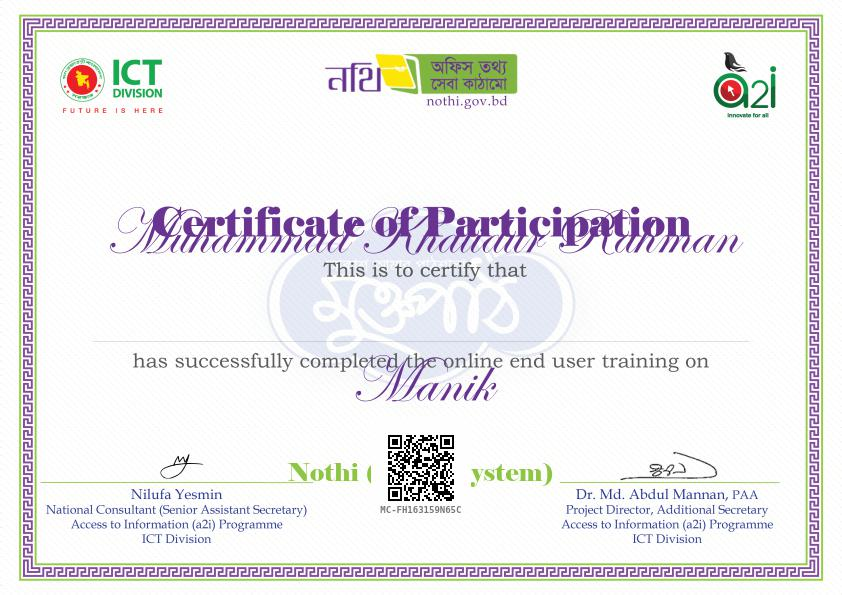 ICT
DIVISION
FUTURE IS HERE
নথি
অফিস তথ্য
সেবা কাঠামো
nothi.gov.bd
a2i
Innovate for all
Certificate of Participation
Muhammad Khalidur Rahman
This is to certify that
মুক্তপাঠ
has successfully completed the online end user training on
Manik
Nothi ( ystem)
MC-FH163159N65C
Nilufa Yesmin
National Consultant (Senior Assistant Secretary)
Access to Information (a2i) Programme
ICT Division
Dr. Md. Abdul Mannan, PAA
Project Director, Additional Secretary
Access to Information (a2i) Programme
ICT Division